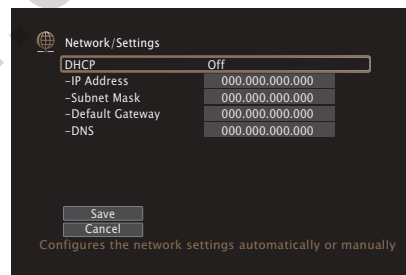 Network/Settings
DHCP Off
-IP Address 000.000.000.000
-Subnet Mask 000.000.000.000
-Default Gateway 000.000.000.000
-DNS 000.000.000.000
Save
Cancel
Configures the network settings automatically or manually